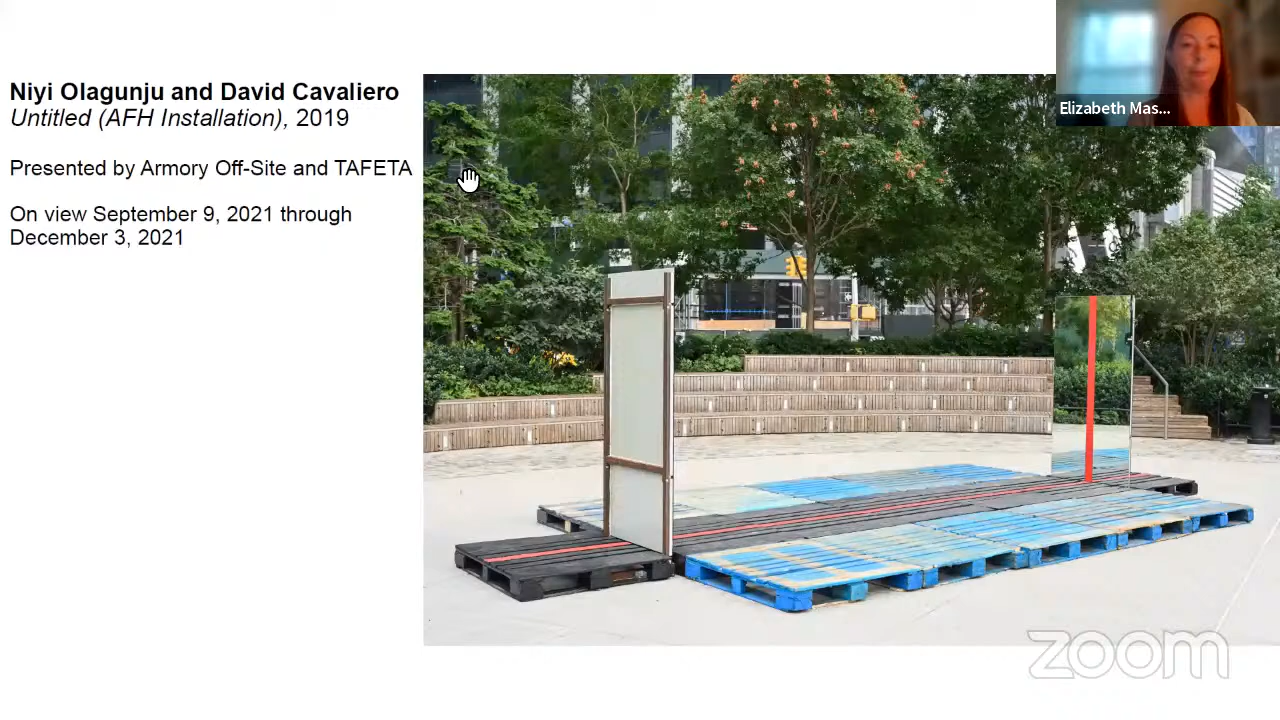 Niyi Olagunju and David Cavaliero
Untitled (AFH Installation), 2019
Presented by Armory Off-Site and TAFETA
On view September 9, 2021 through
December 3, 2021
Elizabeth Mas...
zoom